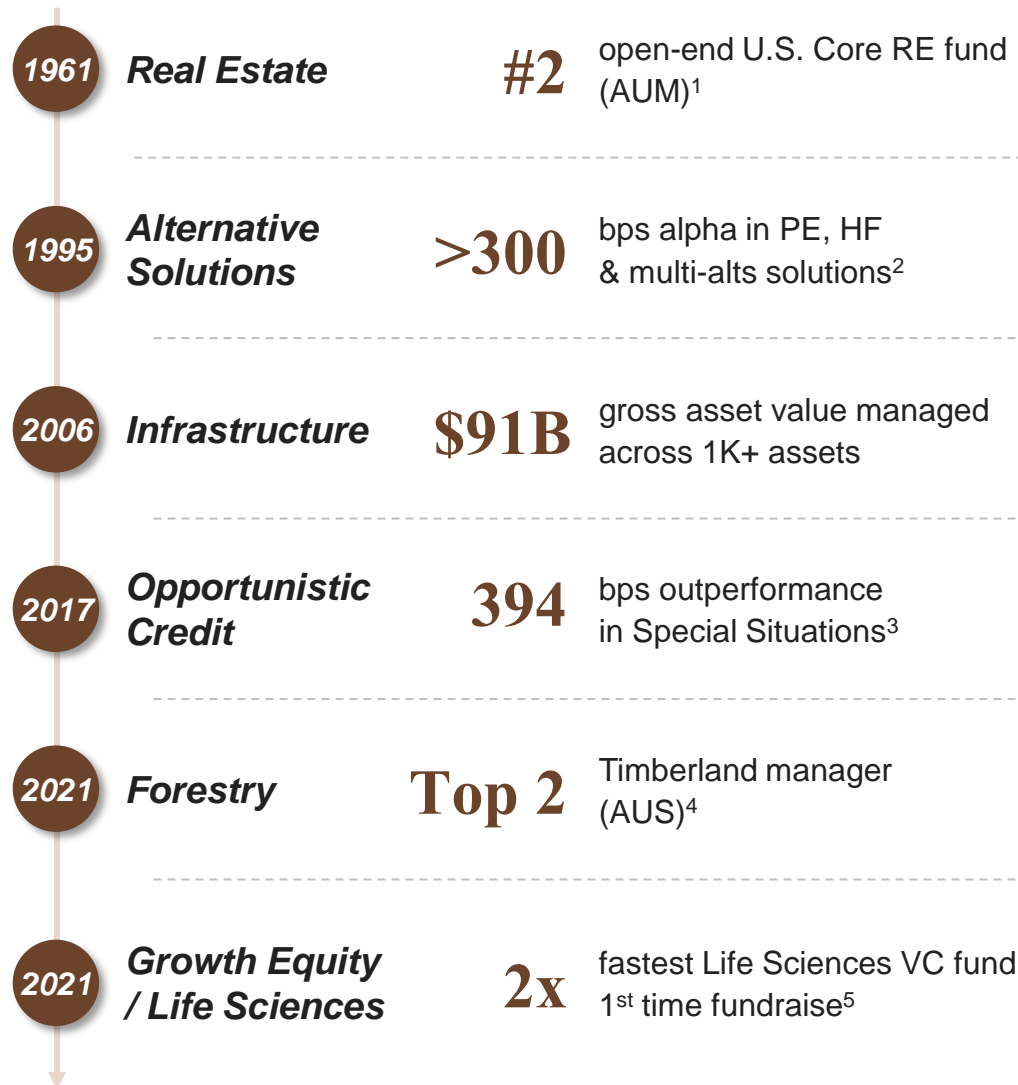 1961 Real Estate #2 open-end U.S. Core RE fund
(AUM)1
1995 Alternative
Solutions >300 bps alpha in PE, HF
& multi-alts solutions2
2006 Infrastructure $91B gross asset value managed
across 1K+ assets
2017 Opportunistic
Credit 394 bps outperformance
in Special Situations3
2021 Forestry Top 2 Timberland manager
(AUS)4
2021 Growth Equity
/ Life Sciences 2x fastest Life Sciences VC fund
1st time fundraise5